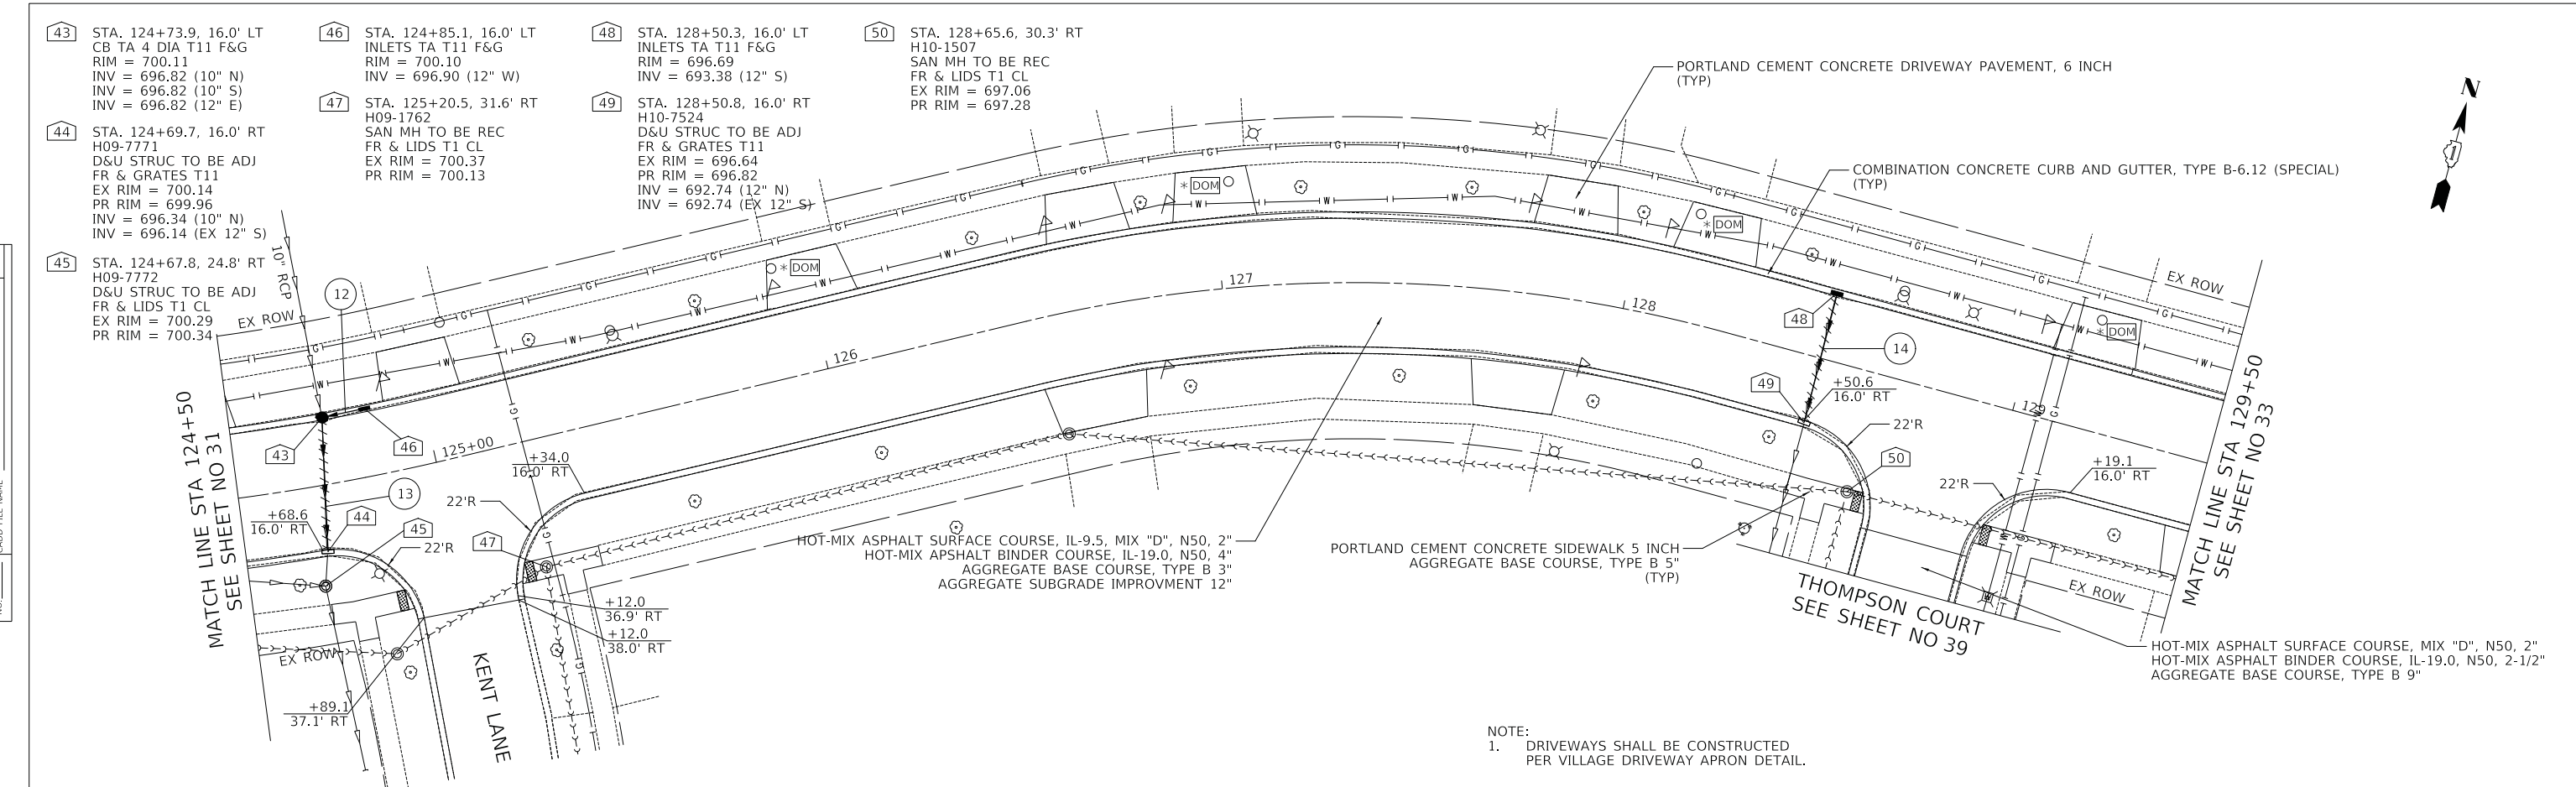 43
STA. 124+73.9, 16.0' LT
CB TA 4 DIA T11 F&G
RIM = 700.11
INV = 696.82 (10" N)
INV = 696.82 (10" S)
INV = 696.82 (12" E)
44
STA. 124+69.7, 16.0' RT
H09-7771
D&U STRUC TO BE ADJ
FR & GRATES T11
EX RIM = 700.14
PR RIM = 699.96
INV = 696.34 (10" N)
INV = 696.14 (EX 12" S)
45
STA. 124+67.8, 24.8' RT
H09-7772
D&U STRUC TO BE ADJ
FR & LIDS T1 CL
EX RIM = 700.29
PR RIM = 700.34
46
STA. 124+85.1, 16.0' LT
INLETS TA T11 F&G
RIM = 700.10
INV = 696.90 (12" W)
47
STA. 125+20.5, 31.6' RT
H09-1762
SAN MH TO BE REC
FR & LIDS T1 CL
EX RIM = 700.37
PR RIM = 700.13
48
STA. 128+50.3, 16.0' LT
INLETS TA T11 F&G
RIM = 696.69
INV = 693.38 (12" S)
49
STA. 128+50.8, 16.0' RT
H10-7524
D&U STRUC TO BE ADJ
FR & GRATES T11
EX RIM = 696.64
PR RIM = 696.82
INV = 692.74 (12" N)
INV = 692.74 (EX 12" S)
50
STA. 128+65.6, 30.3' RT
H10-1507
SAN MH TO BE REC
FR & LIDS T1 CL
EX RIM = 697.06
PR RIM = 697.28
PORTLAND CEMENT CONCRETE DRIVEWAY PAVEMENT, 6 INCH
(TYP)
COMBINATION CONCRETE CURB AND GUTTER, TYPE B-6.12 (SPECIAL)
(TYP)
N
1
10" RCP
12
EX ROW
* DOM
* DOM
* DOM
* DOM
EX ROW
125+00
126
127
128
129
43
46
48
14
49
+50.6
16.0' RT
22'R
50
MATCH LINE STA 124+50
SEE SHEET NO 31
MATCH LINE STA 129+50
SEE SHEET NO 33
13
+68.6
16.0' RT
44
45
22'R
+34.0
16.0' RT
22'R
47
+12.0
36.9' RT
+12.0
38.0' RT
EX ROW
+89.1
37.1' RT
KENT LANE
HOT-MIX ASPHALT SURFACE COURSE, IL-9.5, MIX "D", N50, 2"
HOT-MIX APSHALT BINDER COURSE, IL-19.0, N50, 4"
AGGREGATE BASE COURSE, TYPE B 3"
AGGREGATE SUBGRADE IMPROVMENT 12"
PORTLAND CEMENT CONCRETE SIDEWALK 5 INCH
AGGREGATE BASE COURSE, TYPE B 5"
(TYP)
22'R
+19.1
16.0' RT
EX ROW
THOMPSON COURT
SEE SHEET NO 39
HOT-MIX ASPHALT SURFACE COURSE, MIX "D", N50, 2"
HOT-MIX ASPHALT BINDER COURSE, IL-19.0, N50, 2-1/2"
AGGREGATE BASE COURSE, TYPE B 9"
NOTE:
1. DRIVEWAYS SHALL BE CONSTRUCTED
PER VILLAGE DRIVEWAY APRON DETAIL.